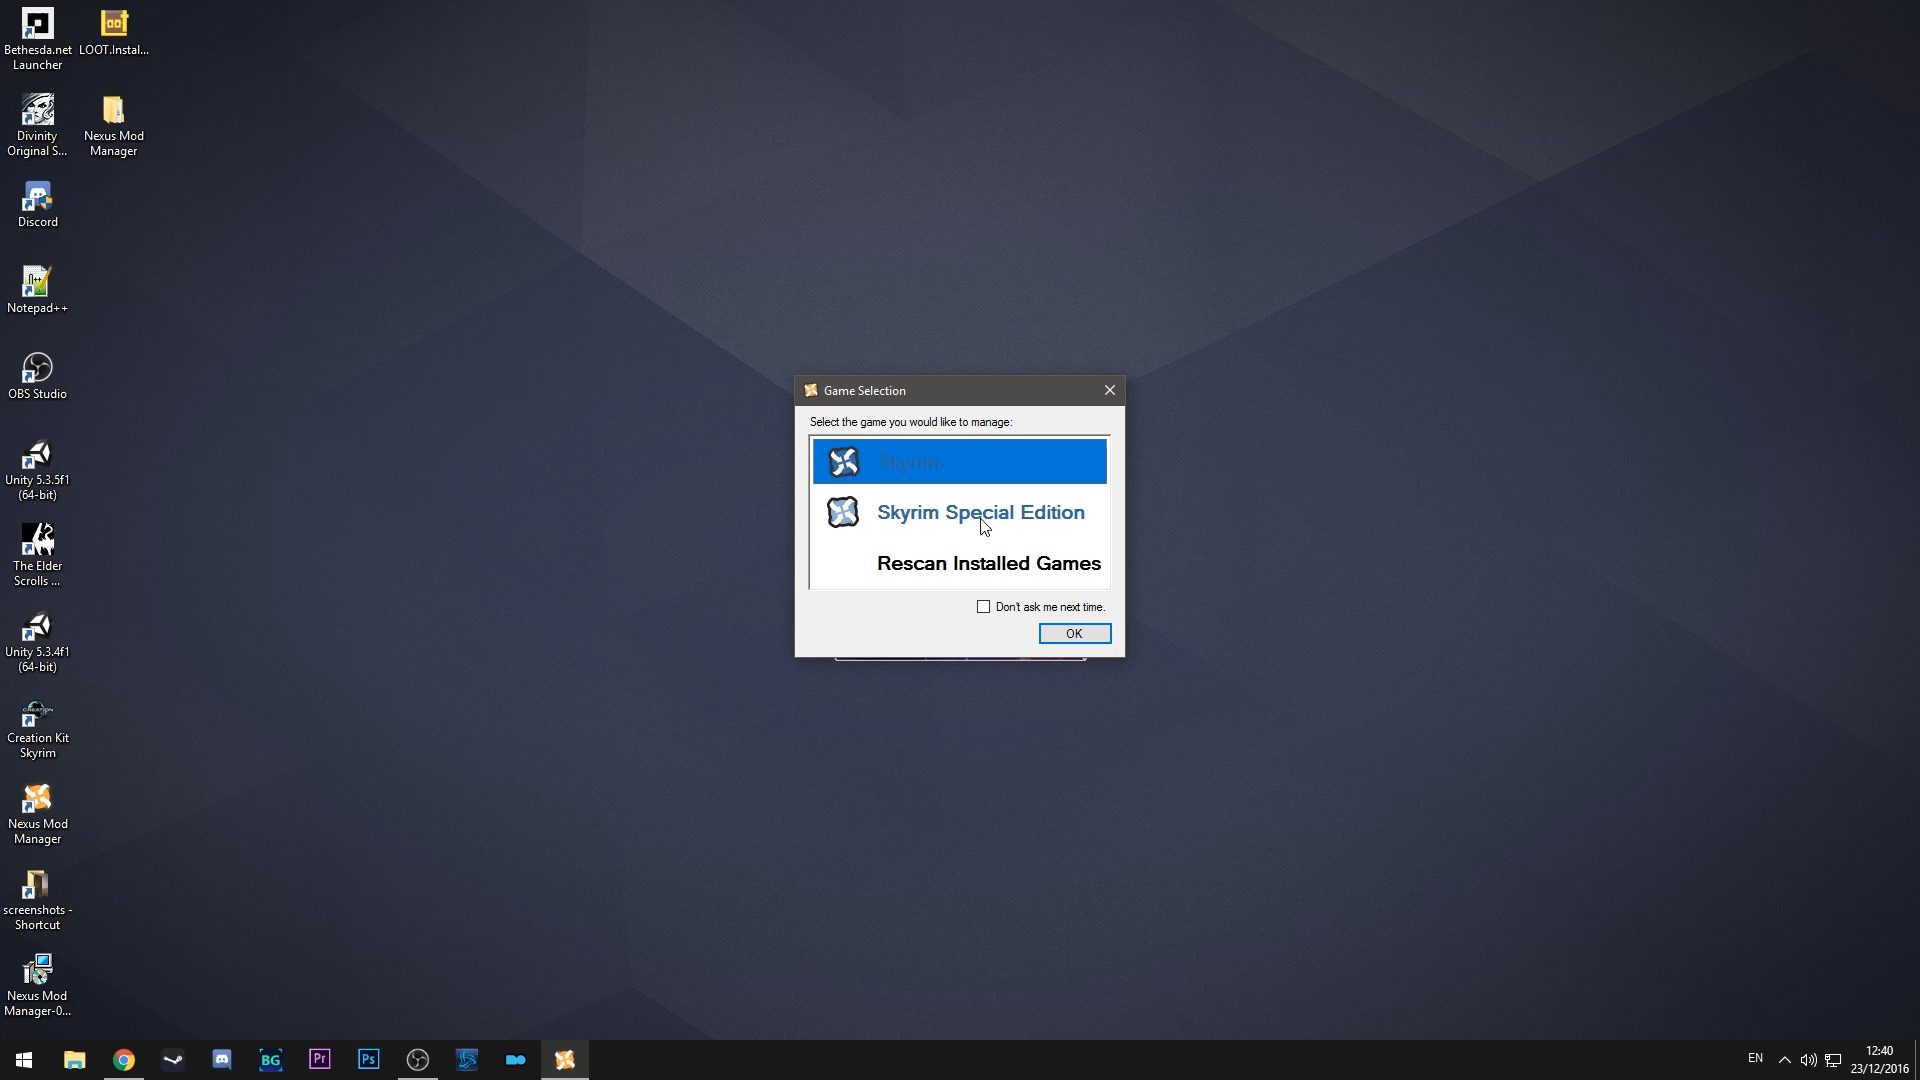 Bethesda.net
Launcher
LOOT.Instal...
Divinity
Original S...
Nexus Mod
Manager
Discord
Notepad++
OBS Studio
Unity 5.3.5f1
(64-bit)
The Elder
Scrolls ...
Unity 5.3.4f1
(64-bit)
Creation Kit
Skyrim
Nexus Mod
Manager
screenshots -
Shortcut
Nexus Mod
Manager-0...
Game Selection
Select the game you would like to manage:
Skyrim
Skyrim Special Edition
Rescan Installed Games
Don't ask me next time.
OK
BG
Pr
Ps
EN
12:40
23/12/2016